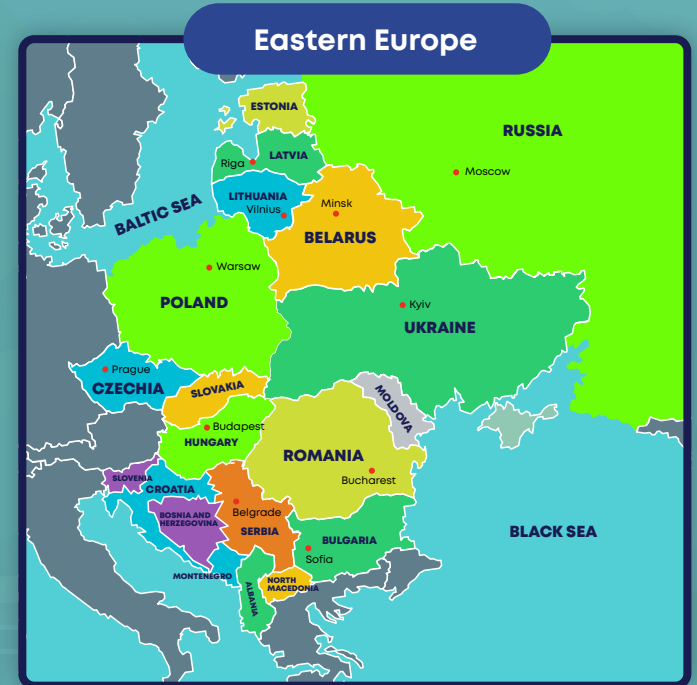 Eastern Europe
ESTONIA
RUSSIA
Riga
LATVIA
Moscow
LITHUANIA
Vilnius
Minsk
BALTIC SEA
BELARUS
Warsaw
POLAND
Kyiv
UKRAINE
Prague
CZECHIA
SLOVAKIA
MOLDOVA
Budapest
HUNGARY
ROMANIA
Bucharest
SLOVENIA
CROATIA
BOSNIA AND
HERZEGOVINA
Belgrade
SERBIA
BULGARIA
Sofia
BLACK SEA
MONTENEGRO
ALBANIA
NORTH
MACEDONIA